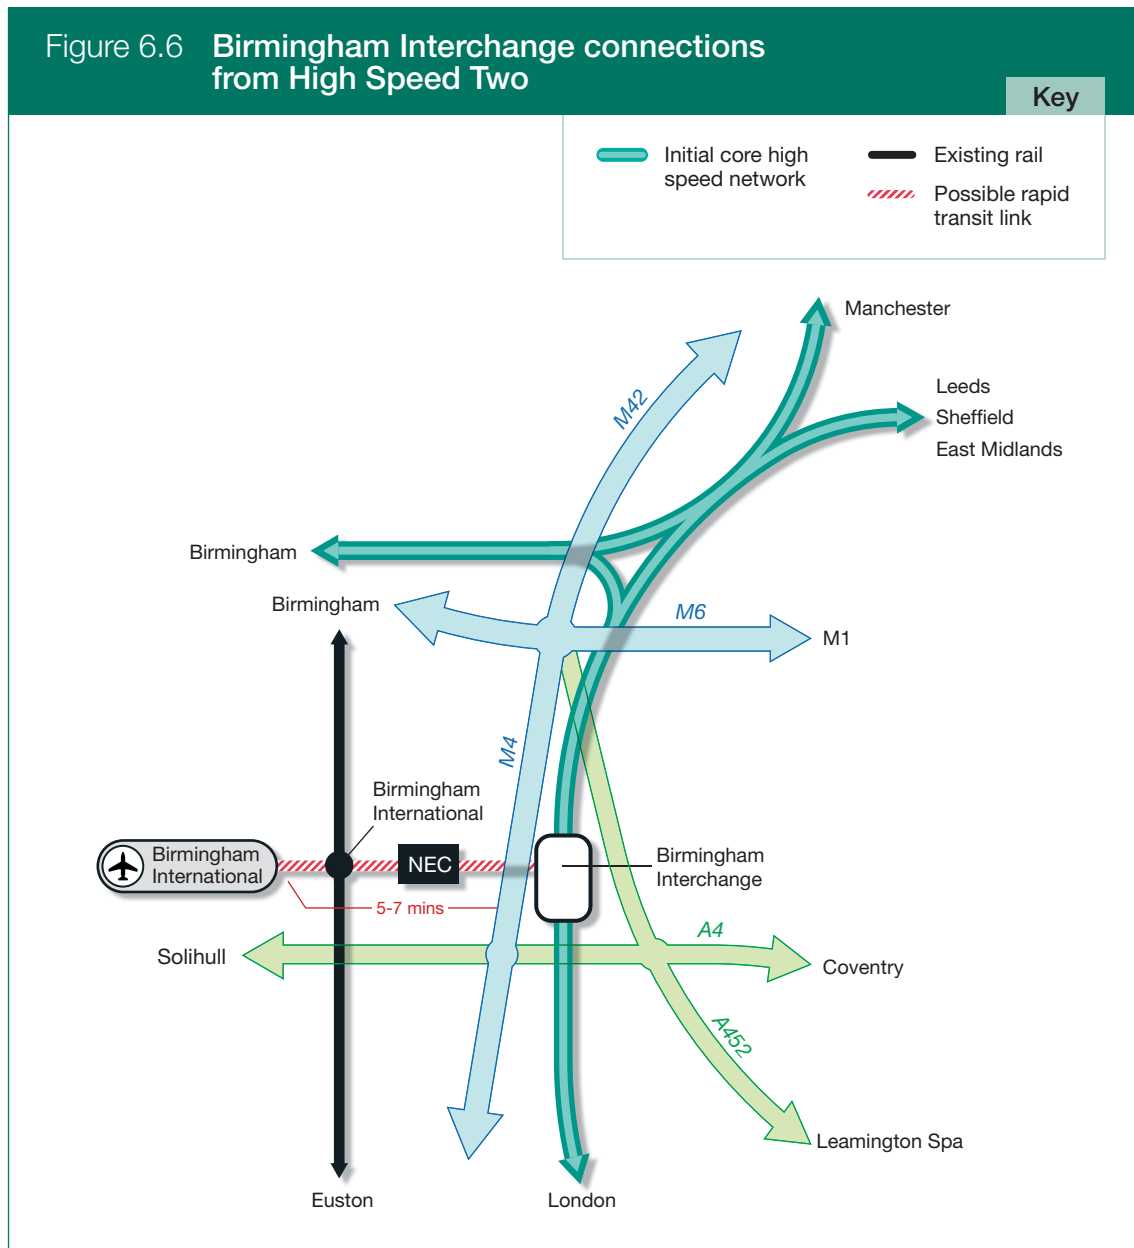 Figure 6.6 Birmingham Interchange connections
from High Speed Two
Key
Initial core high
speed network
Existing rail
Possible rapid
transit link
Manchester
M42
Leeds
Sheffield
East Midlands
Birmingham
Birmingham
M6
M1
M4
Birmingham
International
Birmingham
International
NEC
Birmingham
Interchange
5-7 mins
A4
Solihull
Coventry
A452
Leamington Spa
Euston
London